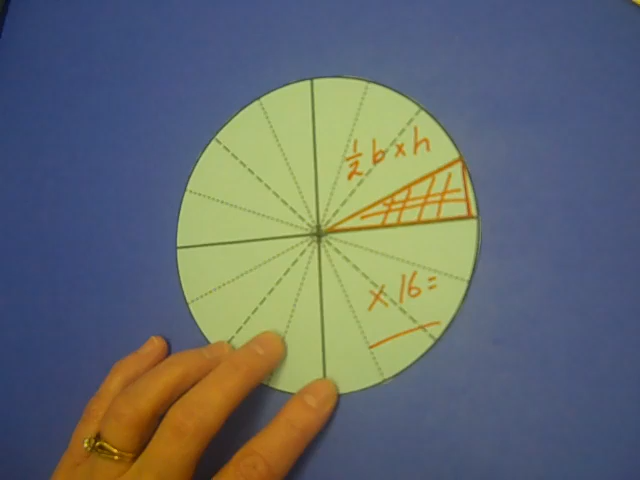 ½ b x h
x 16 =